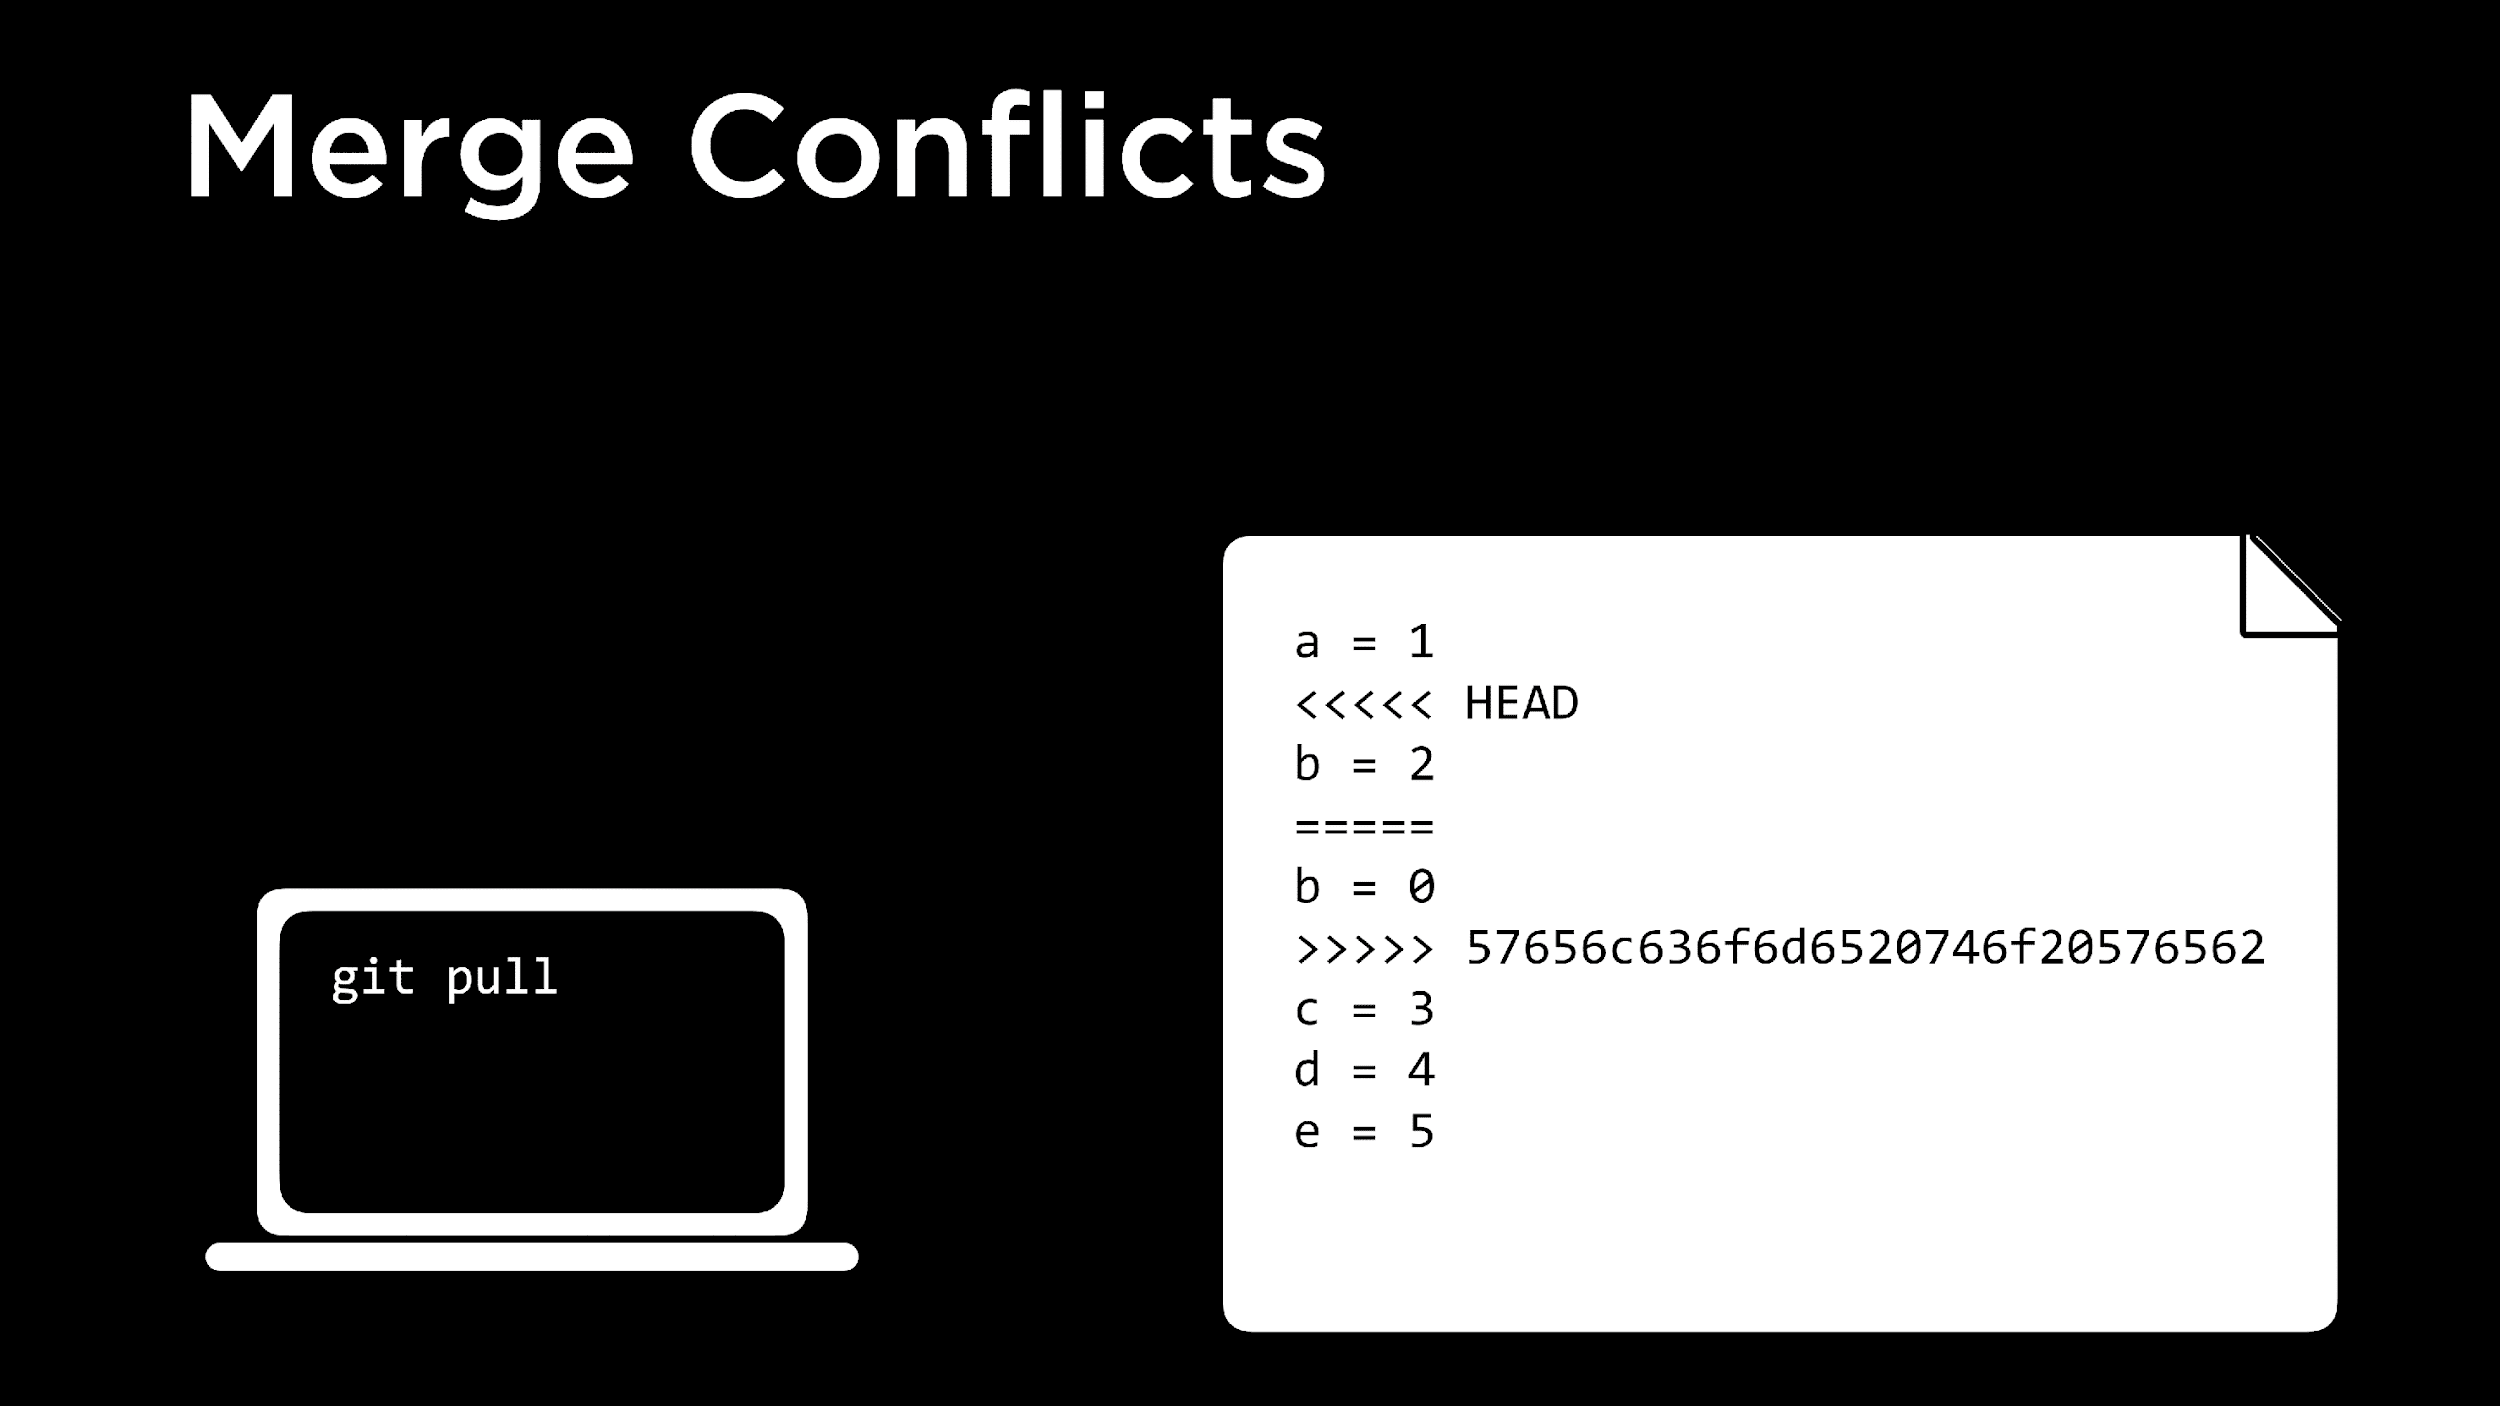 Merge Conflicts
git pull
a = 1
<<<<< HEAD
b = 2
=====
b = 0
>>>>> 57656c636f6d6520746f20576562
c = 3
d = 4
e = 5